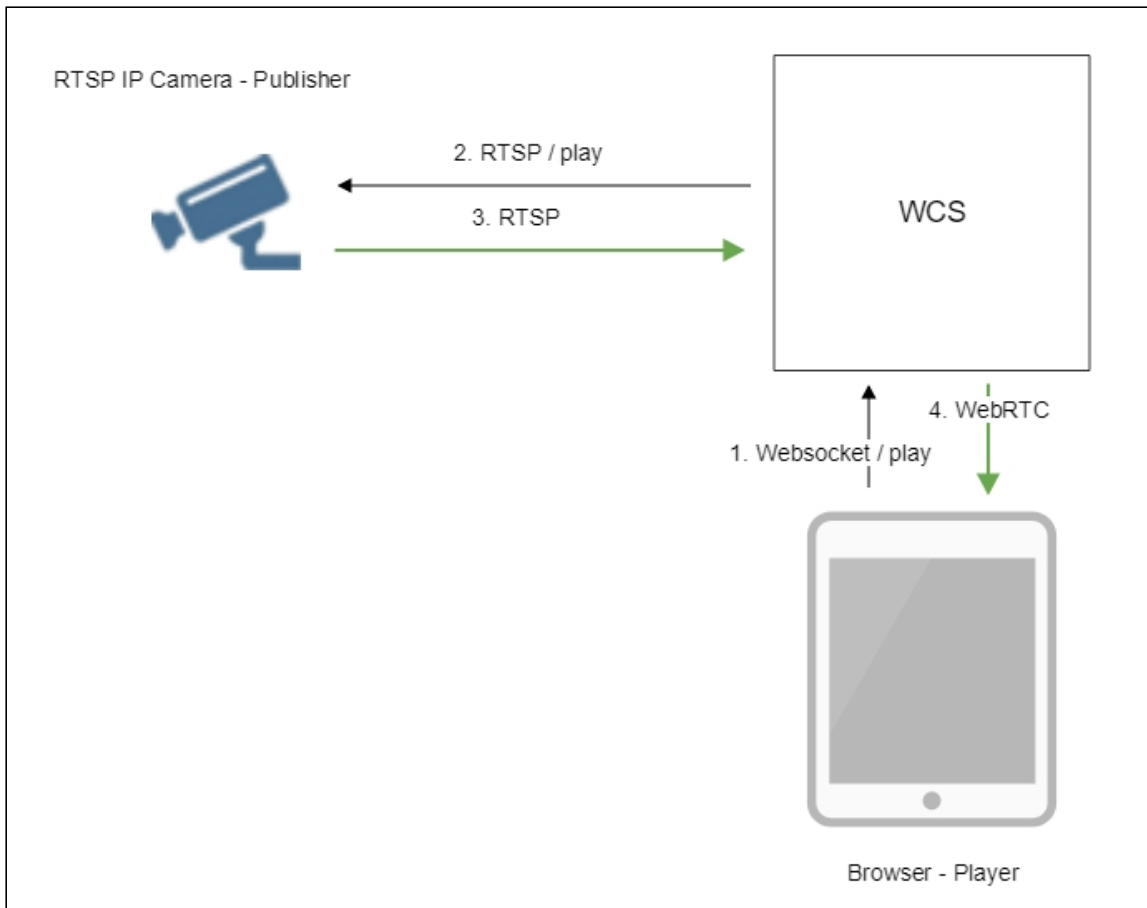 RTSP IP Camera - Publisher
2. RTSP / play
3. RTSP
WCS
4. WebRTC
1. Websocket / play
Browser - Player